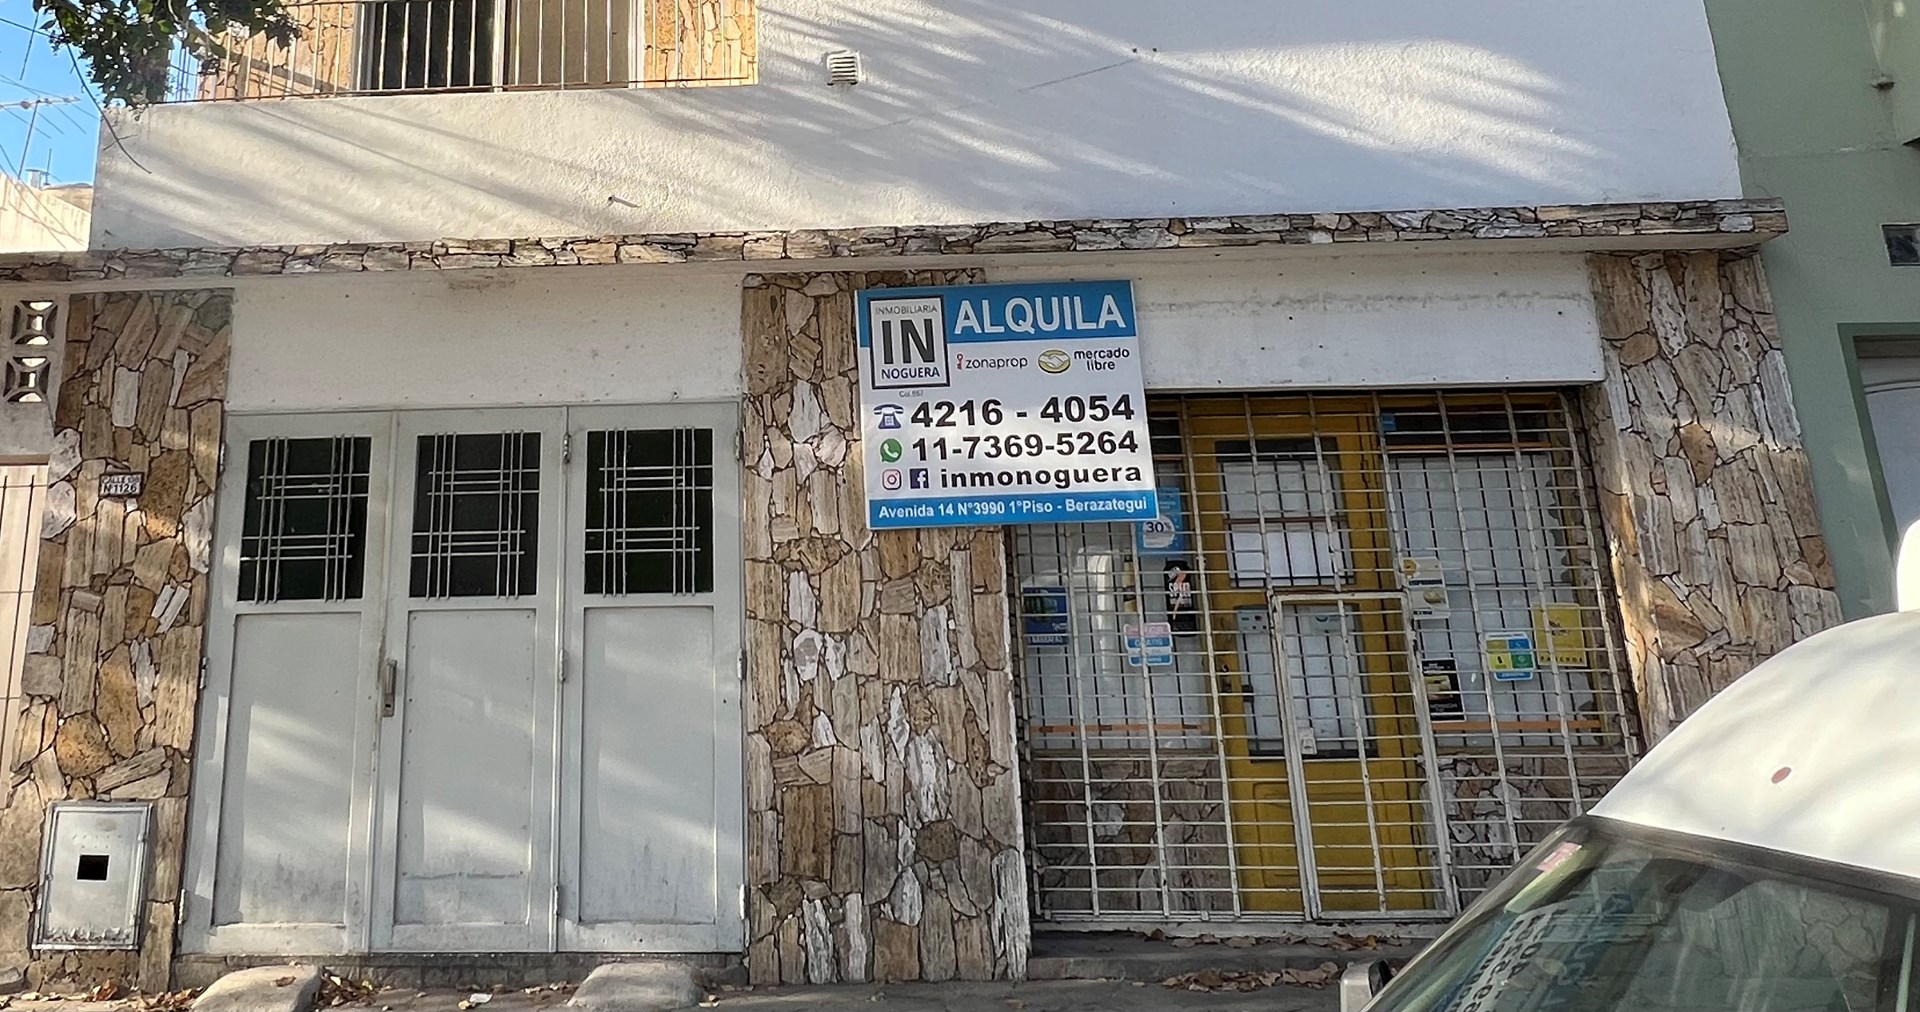 INMOBILIARIA
IN
NOGUERA
ALQUILA
zonaprop
mercado
libre
4216 - 4054
11-7369-5264
inmonoguera
Avenida 14 N°3990 1°Piso - Berazategui
N°1126
30%